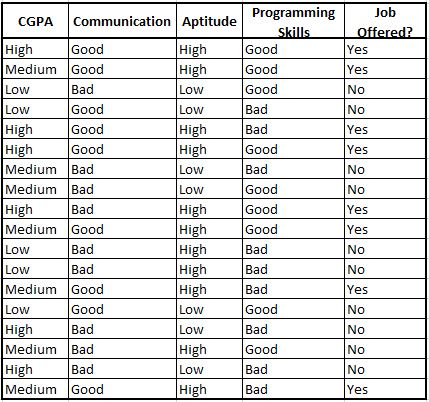 CGPA Communication Aptitude Programming Skills Job Offered?
High Good High Good Yes
Medium Good High Good Yes
Low Bad Low Good No
Low Good Low Bad No
High Good High Bad Yes
High Good High Good Yes
Medium Bad Low Bad No
Medium Bad Low Good No
High Bad High Good Yes
Medium Good High Good Yes
Low Bad High Bad No
Low Bad High Bad No
Medium Good High Bad Yes
Low Good Low Good No
High Bad Low Bad No
Medium Bad High Good No
High Bad Low Bad No
Medium Good High Bad Yes